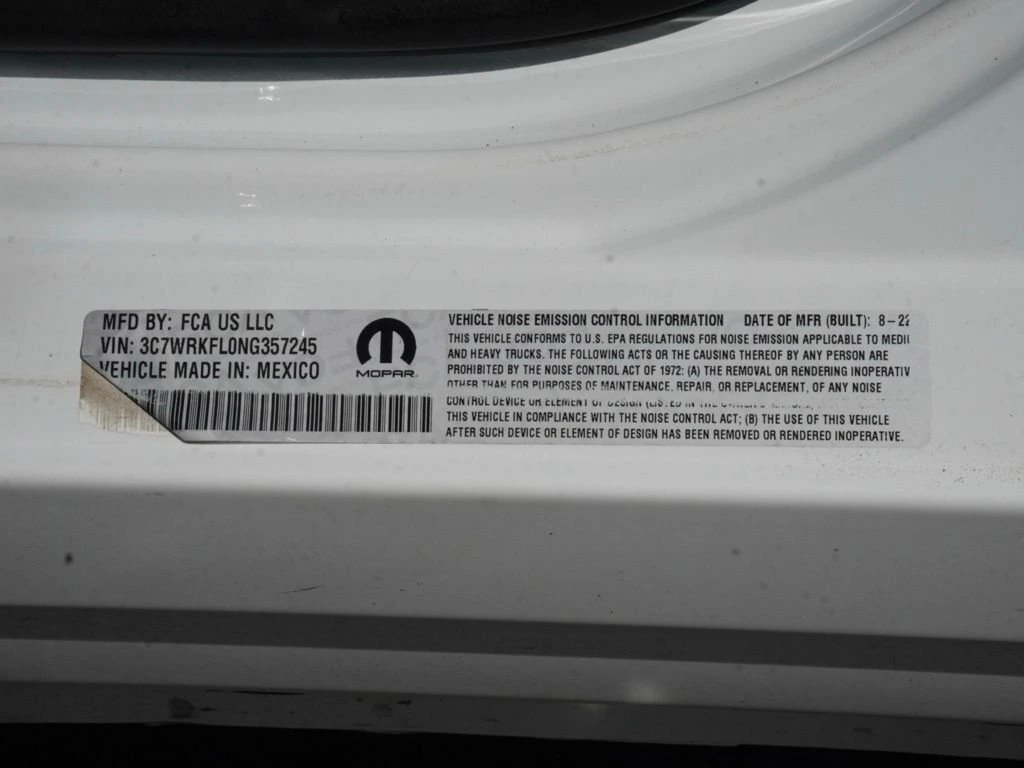 MFD BY: FCA US LLC
VIN: 3C7WRKFL0NG357245
VEHICLE MADE IN: MEXICO
MOPAR
VEHICLE NOISE EMISSION CONTROL INFORMATION DATE OF MFR (BUILT): 8-22
THIS VEHICLE CONFORMS TO U.S. EPA REGULATIONS FOR NOISE EMISSION APPLICABLE TO MEDIU
AND HEAVY TRUCKS. THE FOLLOWING ACTS OR THE CAUSING THEREOF BY ANY PERSON ARE
PROHIBITED BY THE NOISE CONTROL ACT OF 1972: (A) THE REMOVAL OR RENDERING INOPERATIV
OTHER THAN FOR PURPOSES OF MAINTENANCE, REPAIR, OR REPLACEMENT, OF ANY NOISE
CONTROL DEVICE OR ELEMENT OF DESIGN (LISTED IN THE
THIS VEHICLE IN COMPLIANCE WITH THE NOISE CONTROL ACT; (B) THE USE OF THIS VEHICLE
AFTER SUCH DEVICE OR ELEMENT OF DESIGN HAS BEEN REMOVED OR RENDERED INOPERATIVE.